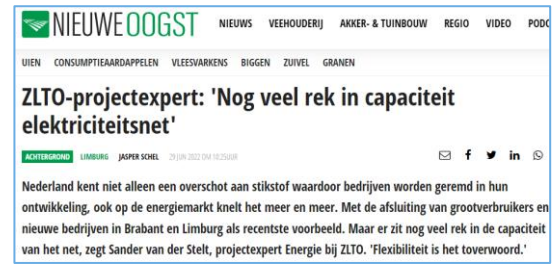 NIEUWE OOGST NIEUWS VEEHOUDERIJ AKKER- & TUINBOUW REGIO VIDEO PODC
UIEN CONSUMPTIEAARDAPPELEN VLEESVARKENS BIGGEN ZUIVEL GRANEN
ZLTO-projectexpert: 'Nog veel rek in capaciteit
elektriciteitsnet'
ACHTERGROND LIMBURG JASPER SCHEL 29 JUN 2022 OM 10:25UUR
Nederland kent niet alleen een overschot aan stikstof waardoor bedrijven worden geremd in hun
ontwikkeling, ook op de energiemarkt knelt het meer en meer. Met de afsluiting van grootverbruikers en
nieuwe bedrijven in Brabant en Limburg als recentste voorbeeld. Maar er zit nog veel rek in de capaciteit
van het net, zegt Sander van der Stelt, projectexpert Energie bij ZLTO. 'Flexibiliteit is het toverwoord.'